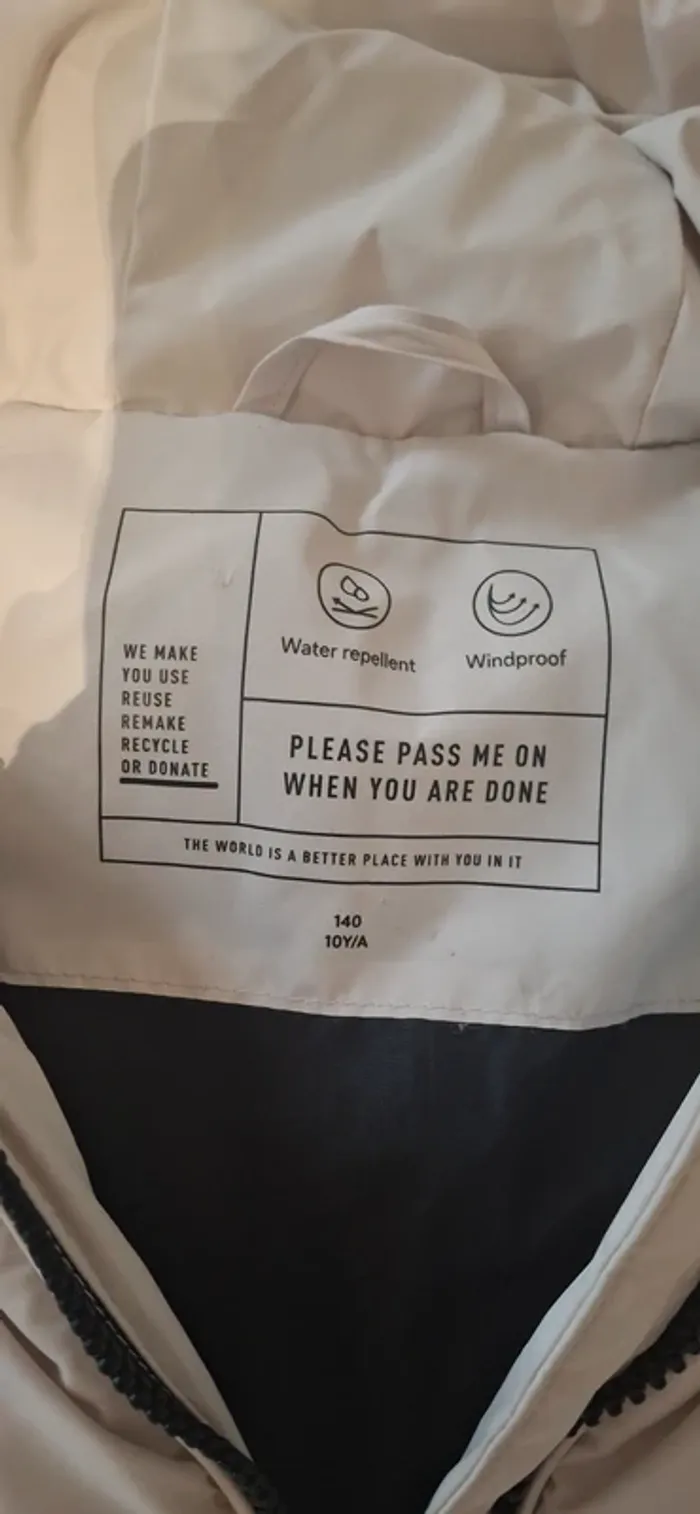 WE MAKE
YOU USE
REUSE
REMAKE
RECYCLE
OR DONATE
Water repellent
Windproof
PLEASE PASS ME ON
WHEN YOU ARE DONE
THE WORLD IS A BETTER PLACE WITH YOU IN IT
140
10Y/A